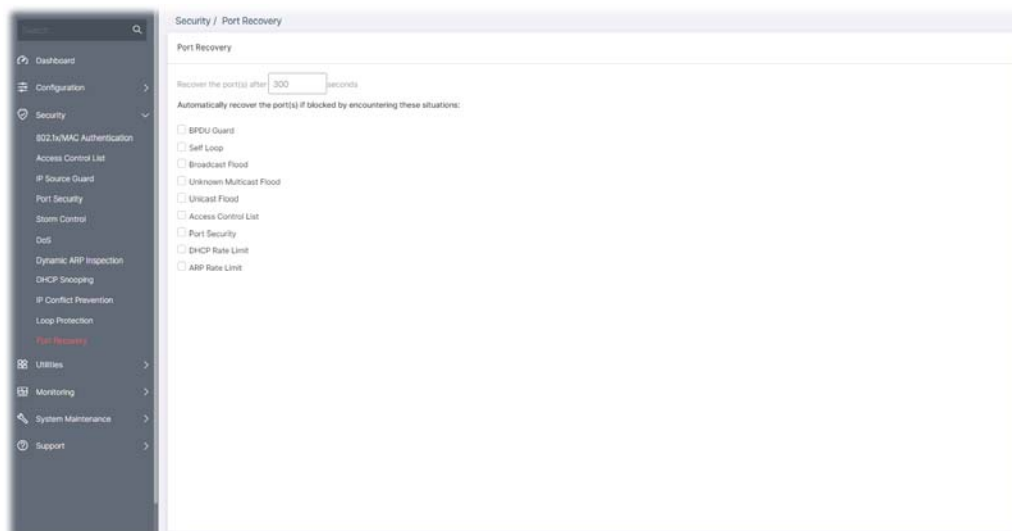 Search
Dashboard
Configuration
Security
802.1x/MAC Authentication
Access Control List
IP Source Guard
Port Security
Storm Control
DoS
Dynamic ARP Inspection
DHCP Snooping
IP Conflict Prevention
Loop Protection
Port Recovery
Utilities
Monitoring
System Maintenance
Support
Security / Port Recovery
Port Recovery
Recover the port(s) after 300 seconds
Automatically recover the port(s) if blocked by encountering these situations:
BPDU Guard
Self Loop
Broadcast Flood
Unknown Multicast Flood
Unicast Flood
Access Control List
Port Security
DHCP Rate Limit
ARP Rate Limit